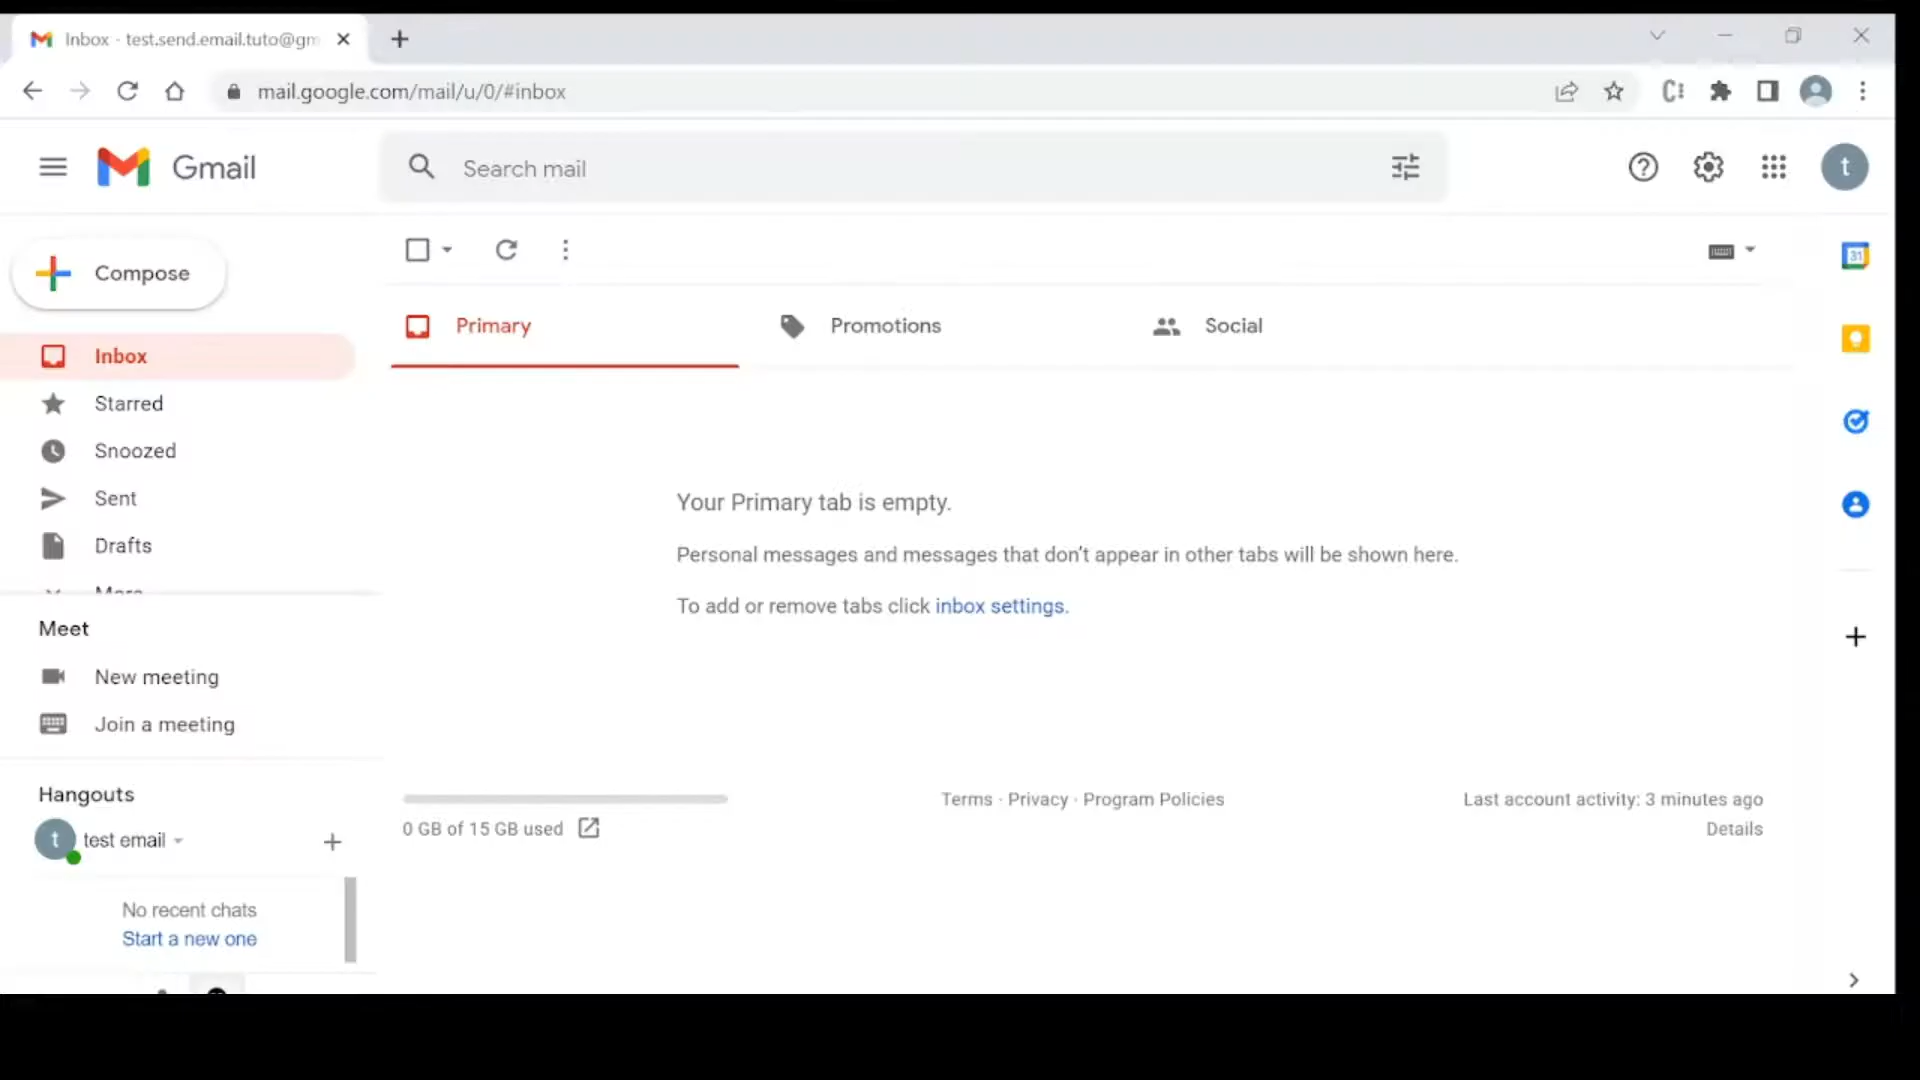 Inbox - test.send.email.tuto@gm
mail.google.com/mail/u/0/#inbox
Gmail
Search mail
t
Compose
31
Primary
Promotions
Social
Inbox
Starred
Snoozed
Sent
Drafts
More
Your Primary tab is empty.
Personal messages and messages that don't appear in other tabs will be shown here.
To add or remove tabs click inbox settings.
Meet
New meeting
Join a meeting
Hangouts
t test email
No recent chats
Start a new one
0 GB of 15 GB used
Terms · Privacy · Program Policies
Last account activity: 3 minutes ago
Details